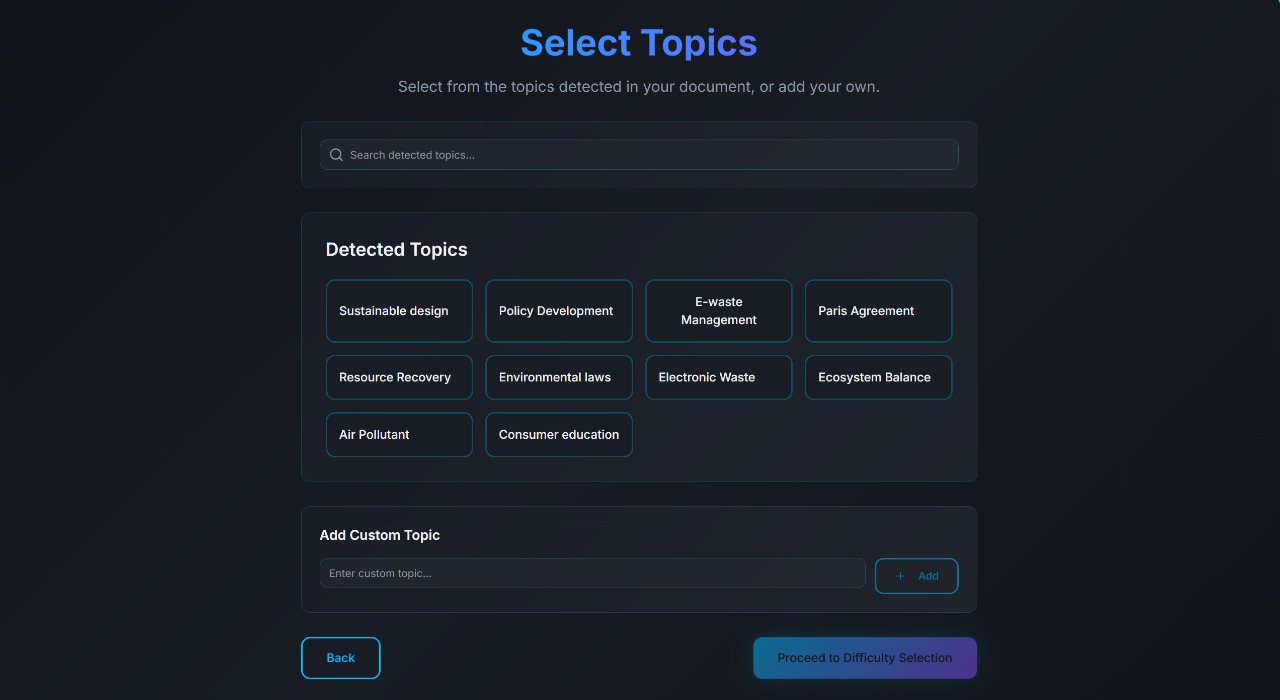 Select Topics
Select from the topics detected in your document, or add your own.
Search detected topics...
Detected Topics
Sustainable design
Policy Development
E-waste
Management
Paris Agreement
Resource Recovery
Environmental laws
Electronic Waste
Ecosystem Balance
Air Pollutant
Consumer education
Add Custom Topic
Enter custom topic...
+ Add
Back
Proceed to Difficulty Selection